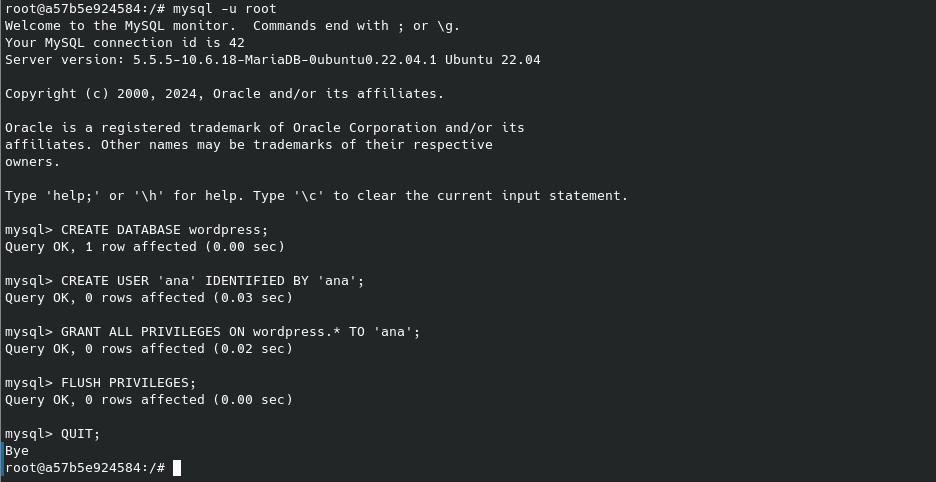 root@a57b5e924584:/# mysql -u root
Welcome to the MySQL monitor.  Commands end with ; or \g.
Your MySQL connection id is 42
Server version: 5.5.5-10.6.18-MariaDB-0ubuntu0.22.04.1 Ubuntu 22.04

Copyright (c) 2000, 2024, Oracle and/or its affiliates.

Oracle is a registered trademark of Oracle Corporation and/or its
affiliates. Other names may be trademarks of their respective
owners.

Type 'help;' or '\h' for help. Type '\c' to clear the current input statement.

mysql> CREATE DATABASE wordpress;
Query OK, 1 row affected (0.00 sec)

mysql> CREATE USER 'ana' IDENTIFIED BY 'ana';
Query OK, 0 rows affected (0.03 sec)

mysql> GRANT ALL PRIVILEGES ON wordpress.* TO 'ana';
Query OK, 0 rows affected (0.02 sec)

mysql> FLUSH PRIVILEGES;
Query OK, 0 rows affected (0.00 sec)

mysql> QUIT;
Bye
root@a57b5e924584:/#